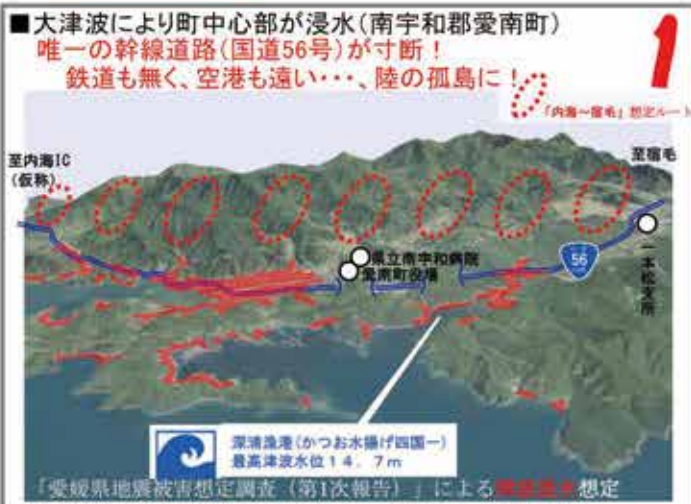 ■大津波により町中心部が浸水(南宇和郡愛南町)
唯一の幹線道路(国道56号)が寸断!
鉄道も無く、空港も遠い・・・、陸の孤島に!
1
「内海~宿毛」想定ルート
至内海IC
(仮称)
至宿毛
県立南宇和病院
愛南町役場
56
一本松支所
深浦漁港(かつお水揚げ四国一)
最高津波水位14.7m
「愛媛県地震被害想定調査(第1次報告)」による 想定